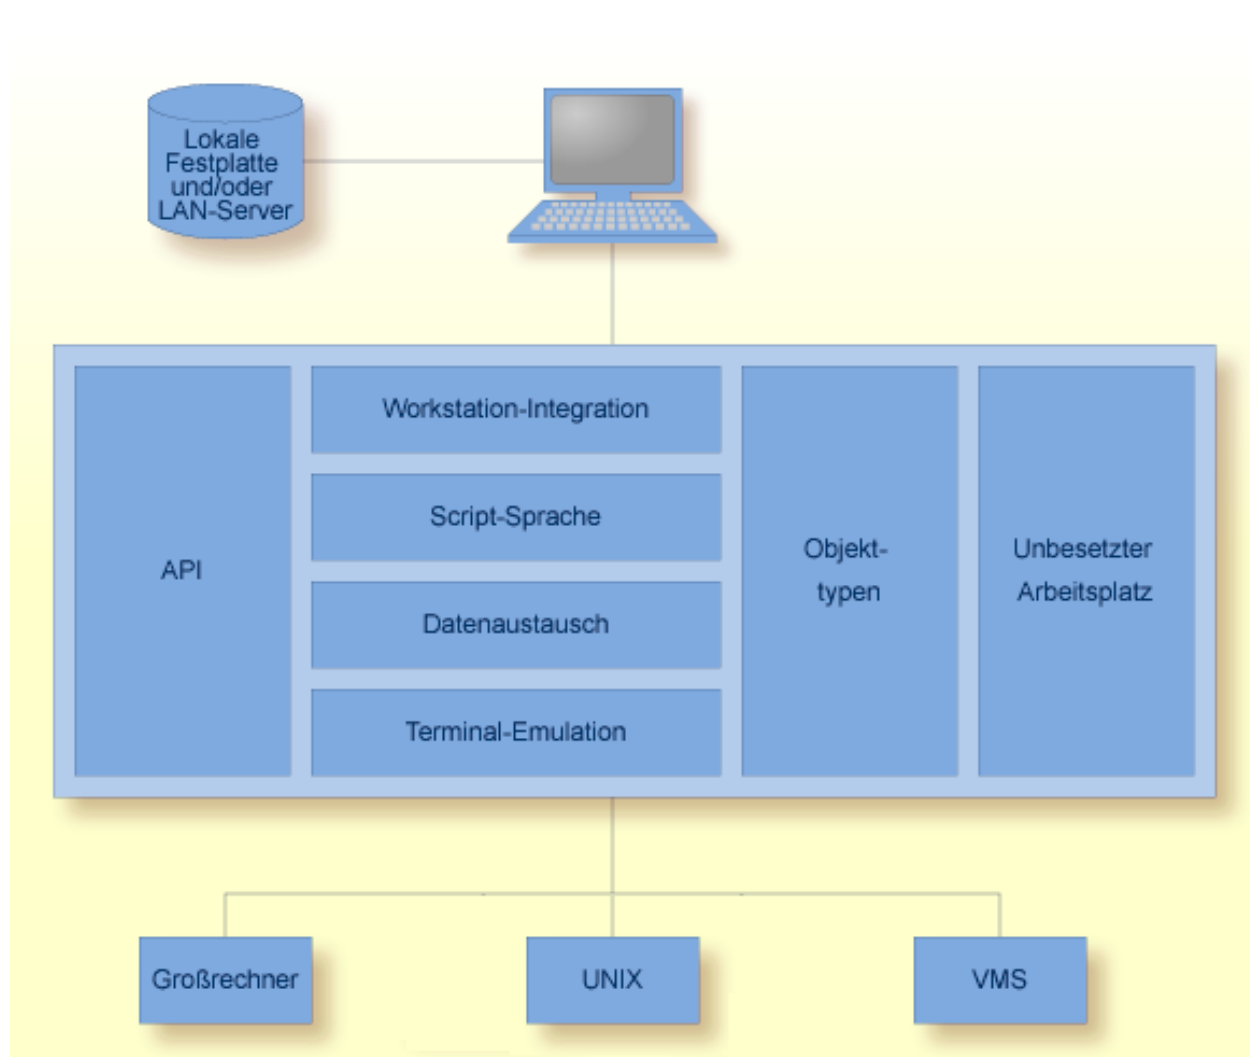 Lokale
Festplatte
und/oder
LAN-Server
Workstation-Integration
Script-Sprache
Datenaustausch
Terminal-Emulation
API
Objekt-
typen
Unbesetzter
Arbeitsplatz
Großrechner
UNIX
VMS